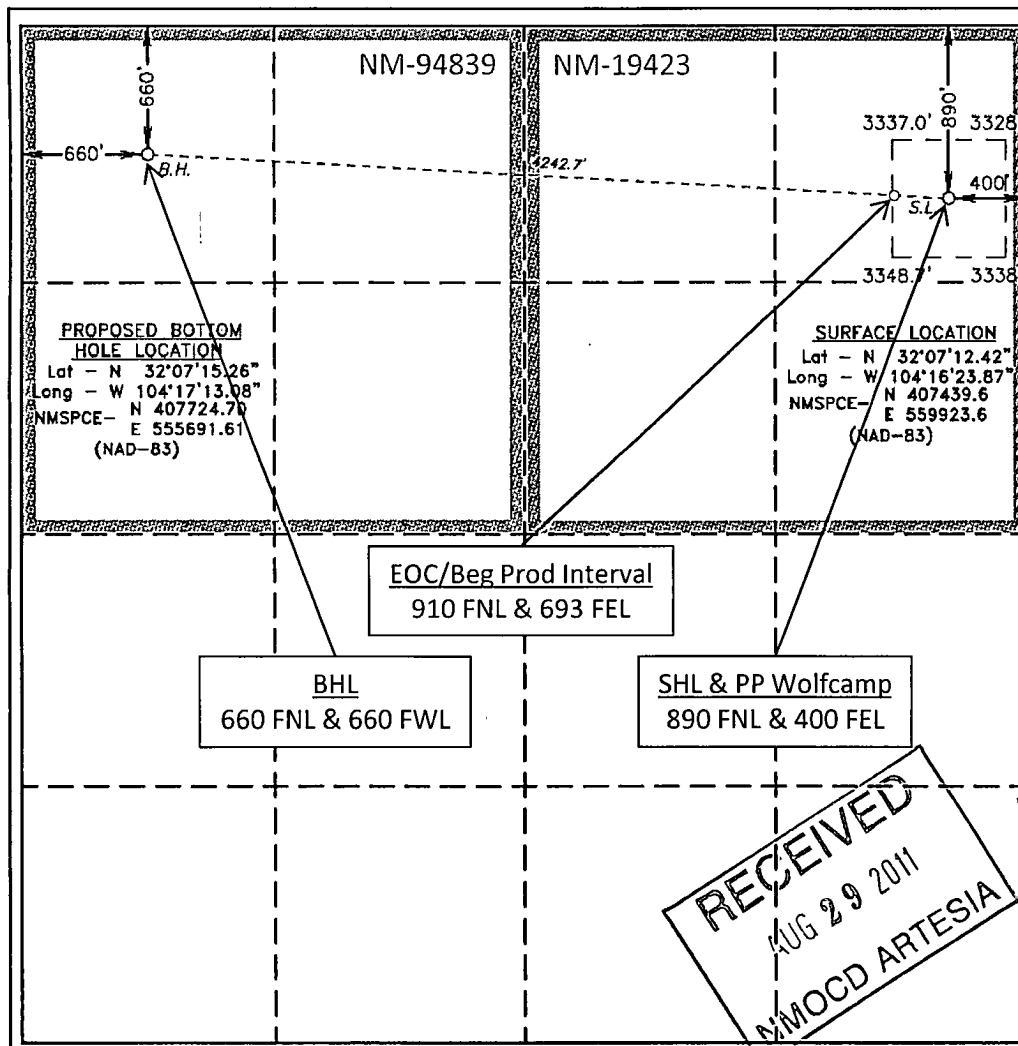 NM-94839 NM-19423
660'
890'
3337.0' 3328
660'
B.H.
4242.7'
400'
S.L.
3348.7' 3338
PROPOSED BOTTOM
HOLE LOCATION
Lat - N 32°07'15.26"
Long - W 104°17'13.08"
NMSPCE- N 407724.70
E 555691.61
(NAD-83)
SURFACE LOCATION
Lat - N 32°07'12.42"
Long - W 104°16'23.87"
NMSPCE- N 407439.6
E 559923.6
(NAD-83)
EOC/Beg Prod Interval
910 FNL & 693 FEL
BHL
660 FNL & 660 FWL
SHL & PP Wolfcamp
890 FNL & 400 FEL
RECEIVED
AUG 29 2011
NMOCD ARTESIA